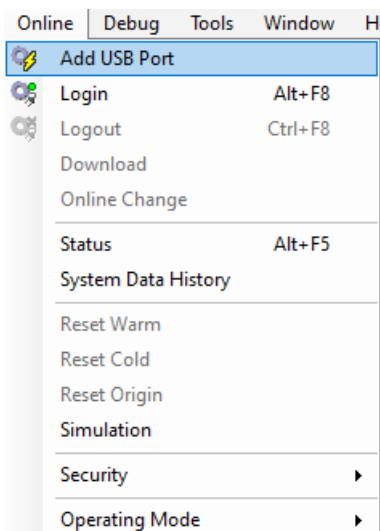 Online Debug Tools Window H
Add USB Port
Login Alt+F8
Logout Ctrl+F8
Download
Online Change
Status Alt+F5
System Data History
Reset Warm
Reset Cold
Reset Origin
Simulation
Security
Operating Mode